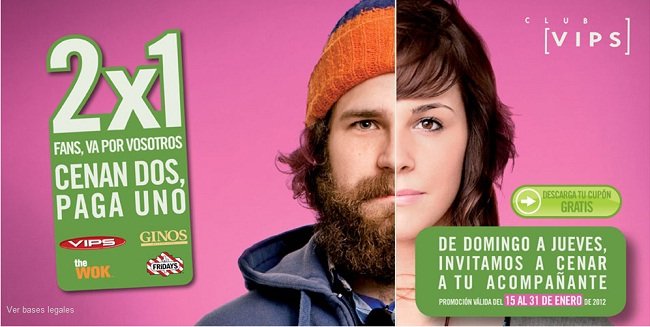 2x1
FANS, VA POR VOSOTROS
CENAN DOS,
PAGA UNO
VIPS
GINOS
the
WOK
FRIDAYS
Ver bases legales
CLUB
[VIPS]
DESCARGA TU CUPÓN
GRATIS
DE DOMINGO A JUEVES,
INVITAMOS A CENAR
A TU ACOMPAÑANTE
PROMOCIÓN VÁLIDA DEL 15 AL 31 DE ENERO DE 2012